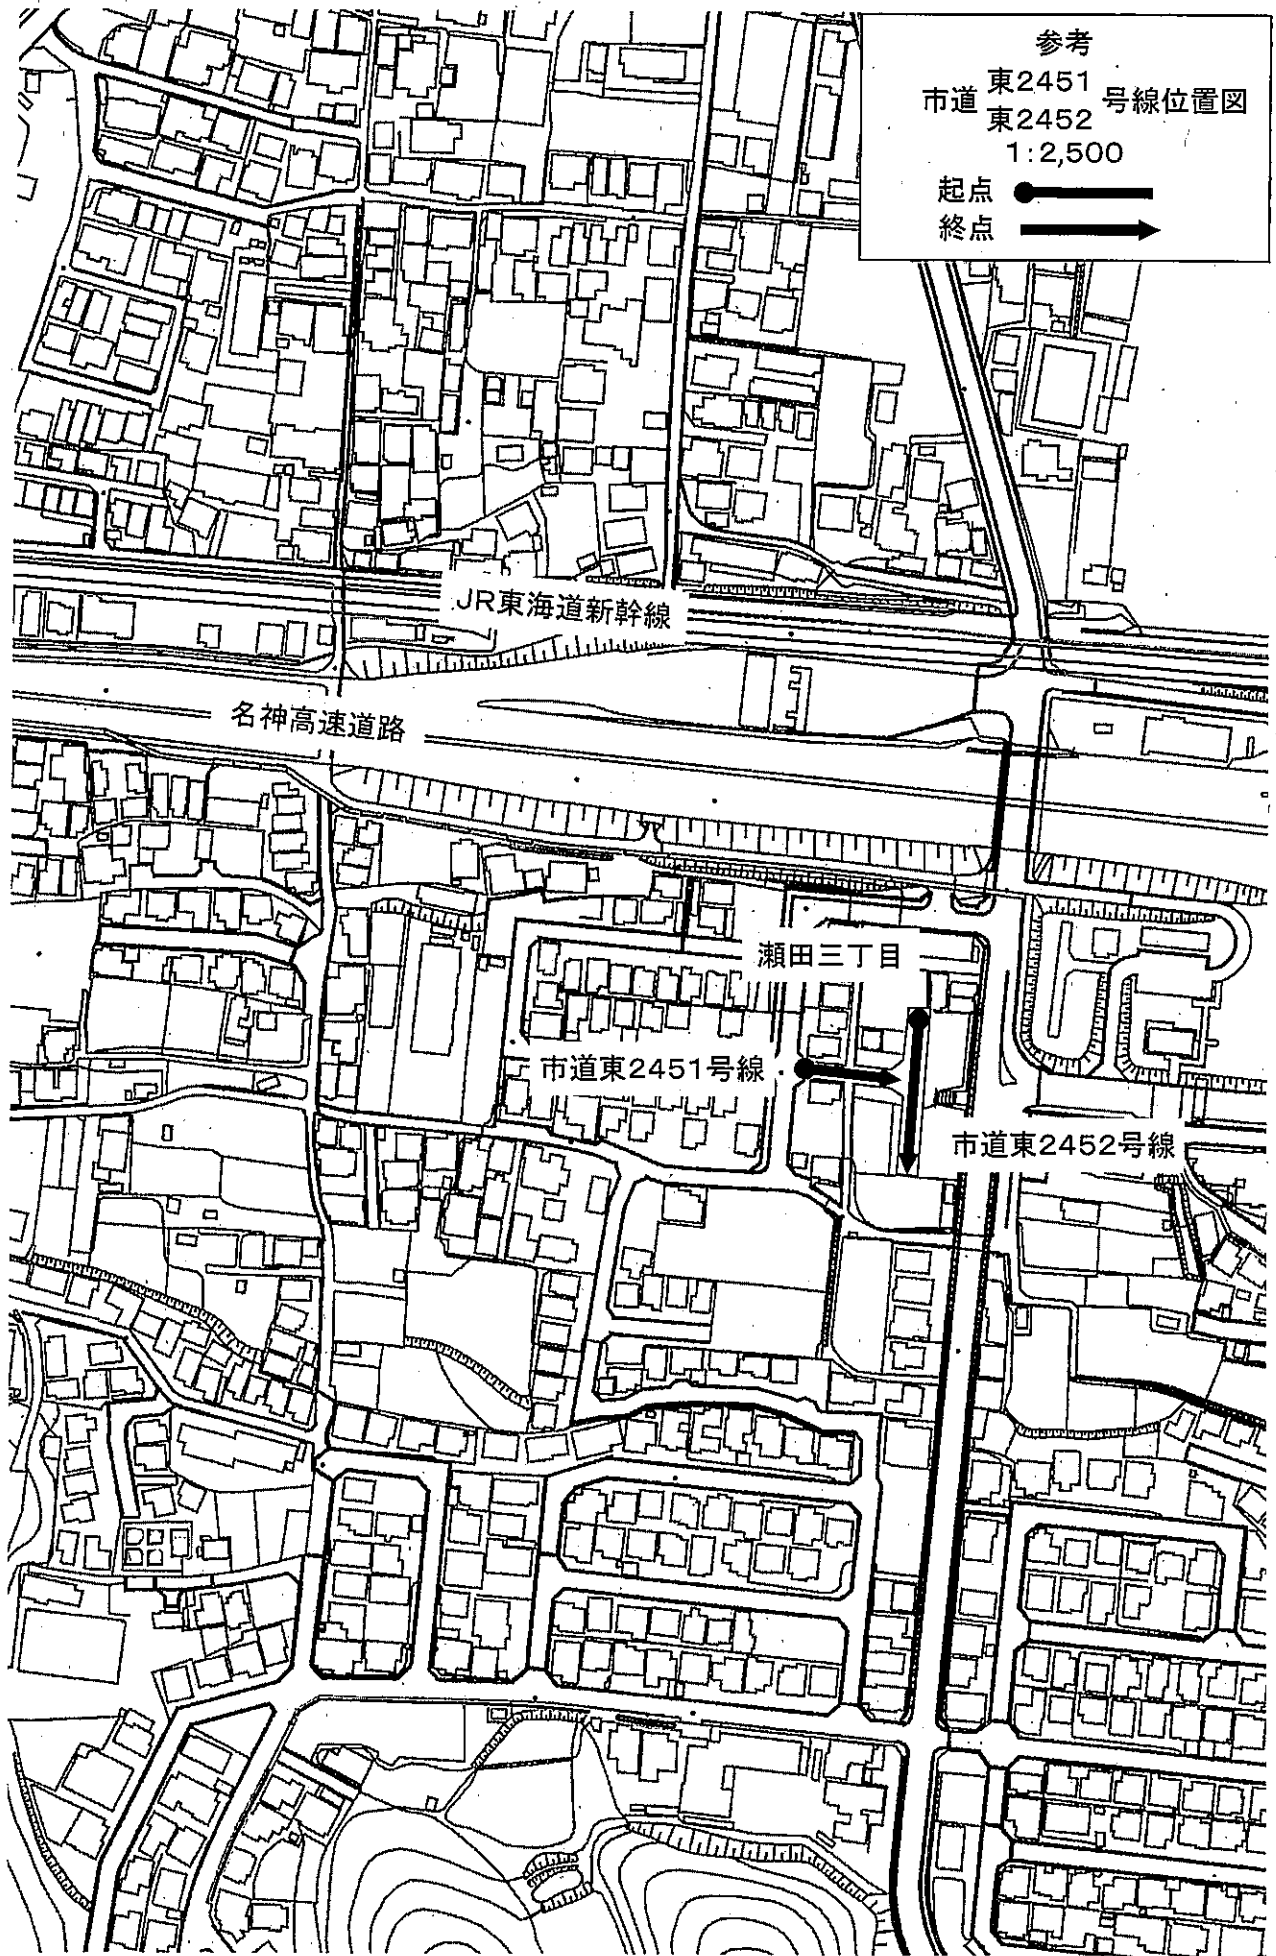 参考
東2451
市道 号線位置図
東2452
1:2,500
起点
終点
JR東海道新幹線
名神高速道路
瀬田三丁目
市道東2451号線
市道東2452号線